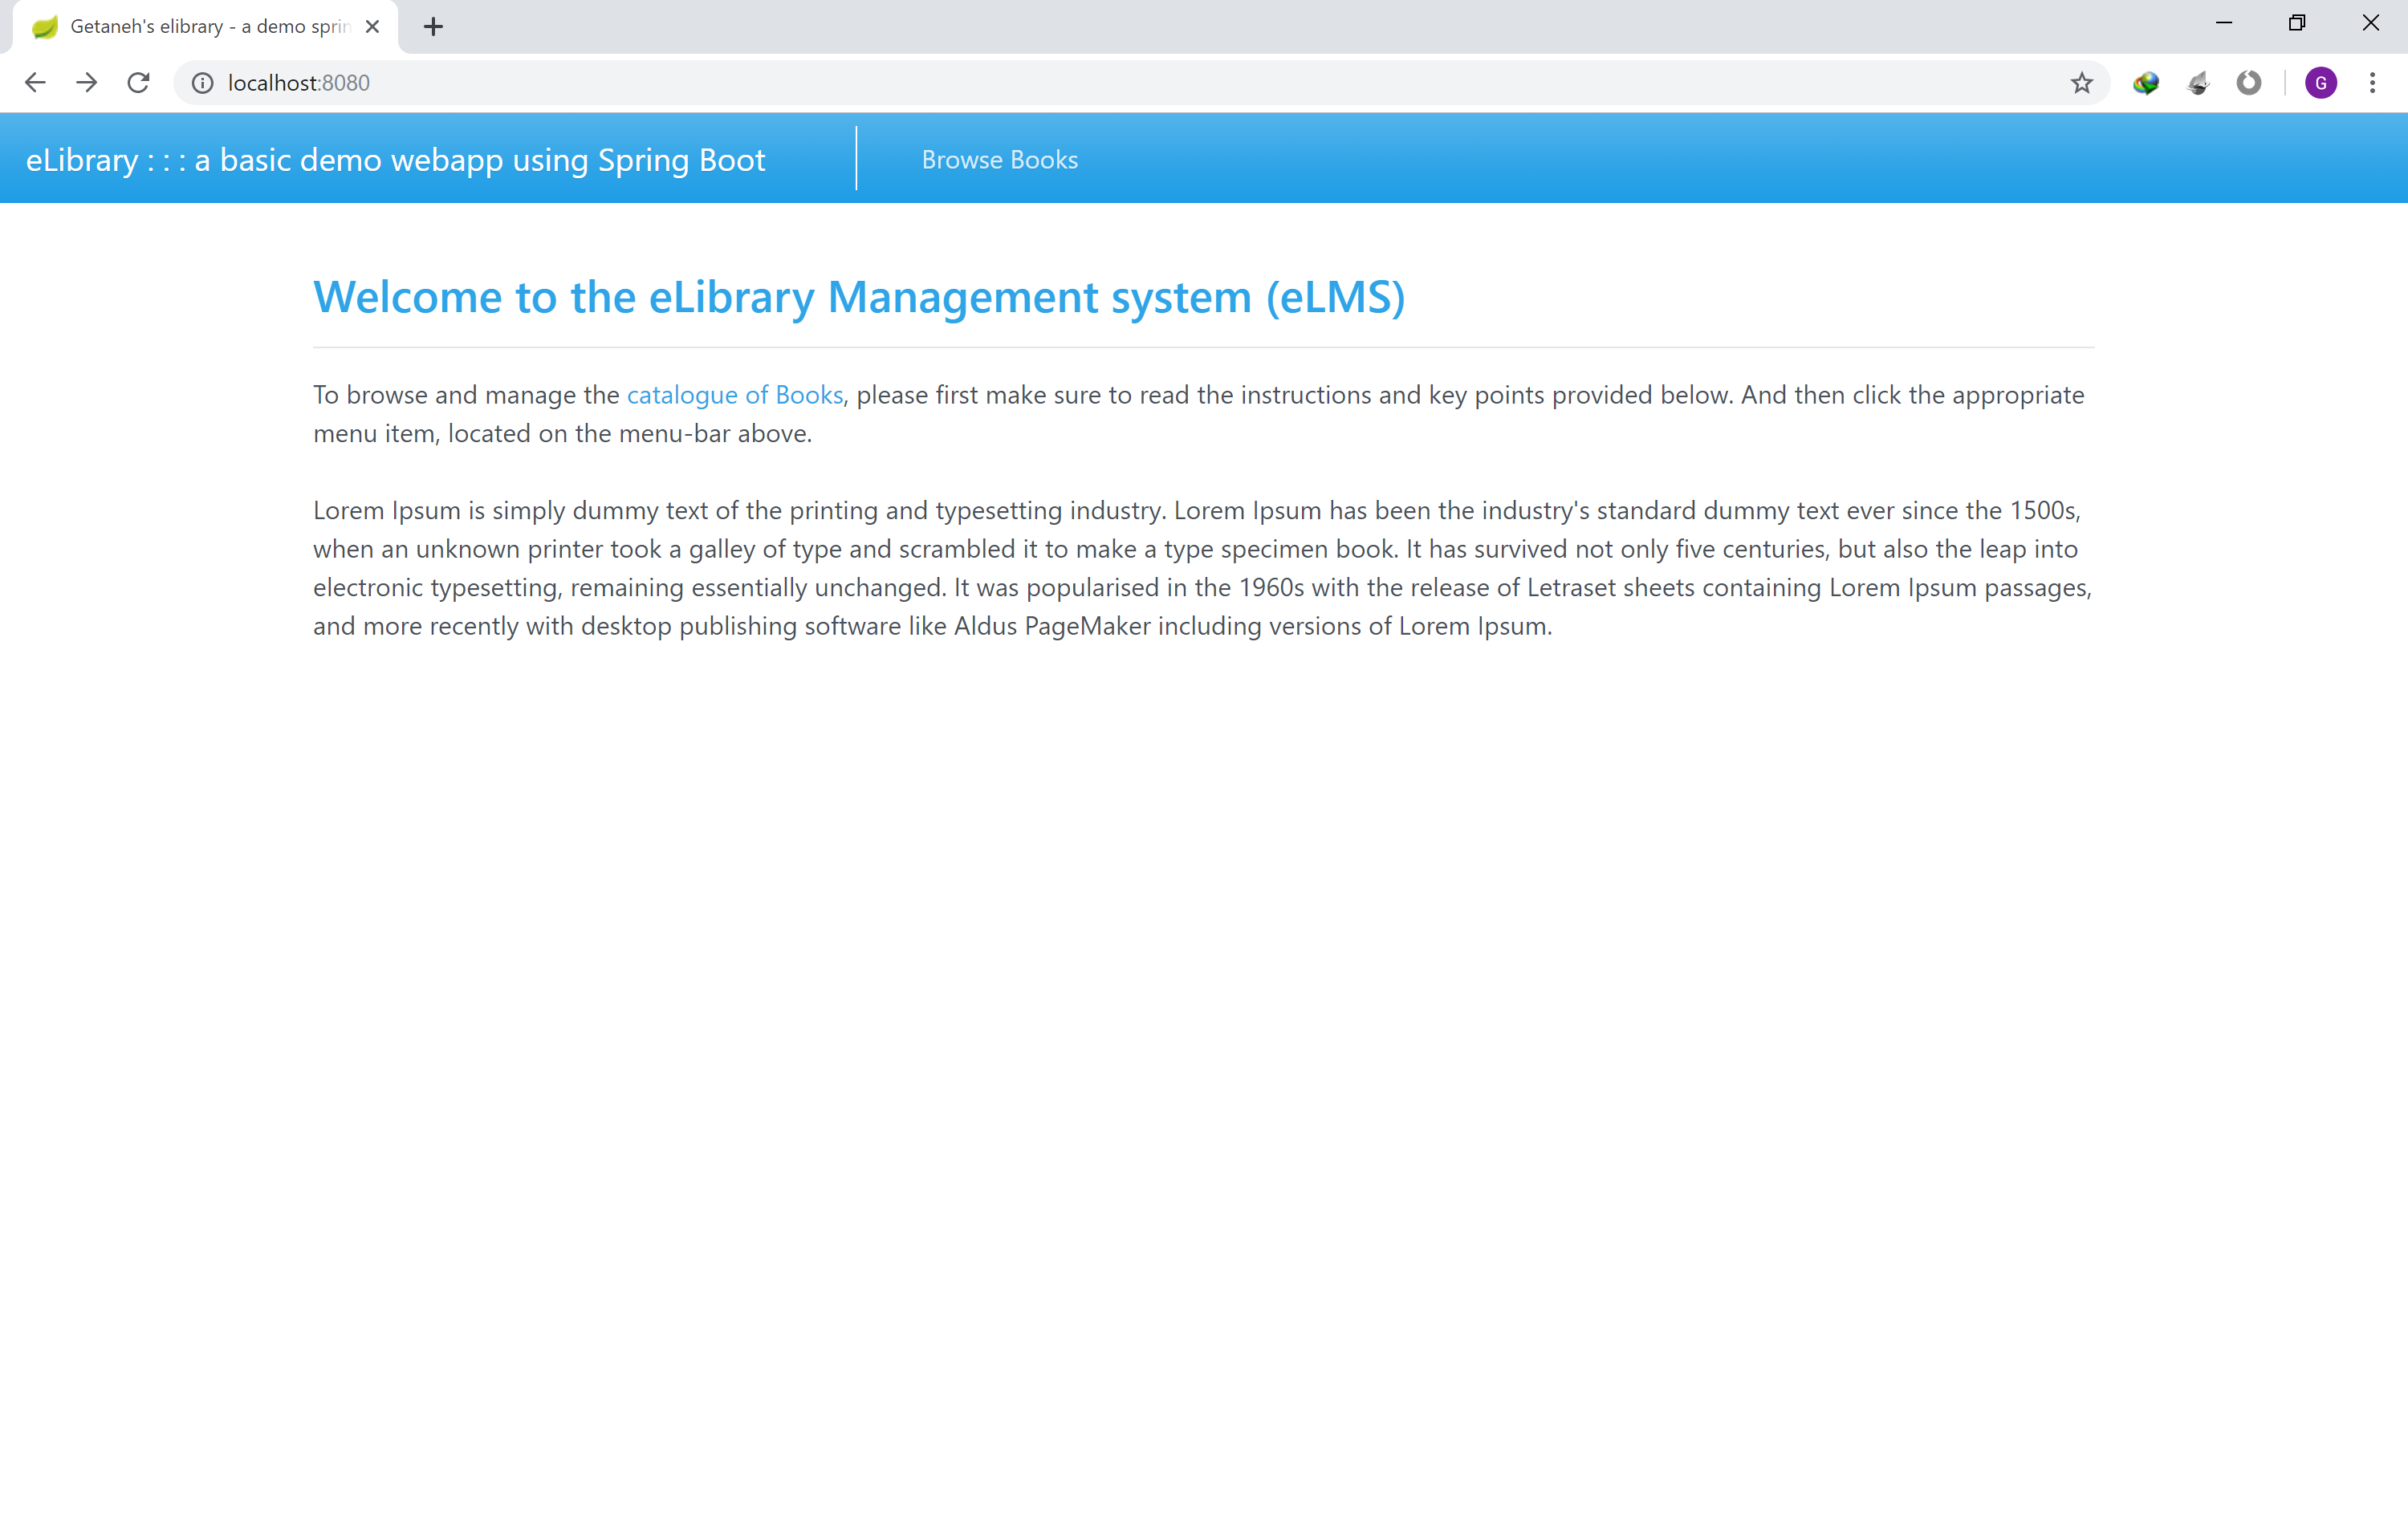 Getaneh's elibrary - a demo sprin
localhost:8080
G
eLibrary : : : a basic demo webapp using Spring Boot
Browse Books
Welcome to the eLibrary Management system (eLMS)
To browse and manage the catalogue of Books, please first make sure to read the instructions and key points provided below. And then click the appropriate
menu item, located on the menu-bar above.
Lorem Ipsum is simply dummy text of the printing and typesetting industry. Lorem Ipsum has been the industry's standard dummy text ever since the 1500s,
when an unknown printer took a galley of type and scrambled it to make a type specimen book. It has survived not only five centuries, but also the leap into
electronic typesetting, remaining essentially unchanged. It was popularised in the 1960s with the release of Letraset sheets containing Lorem Ipsum passages,
and more recently with desktop publishing software like Aldus PageMaker including versions of Lorem Ipsum.